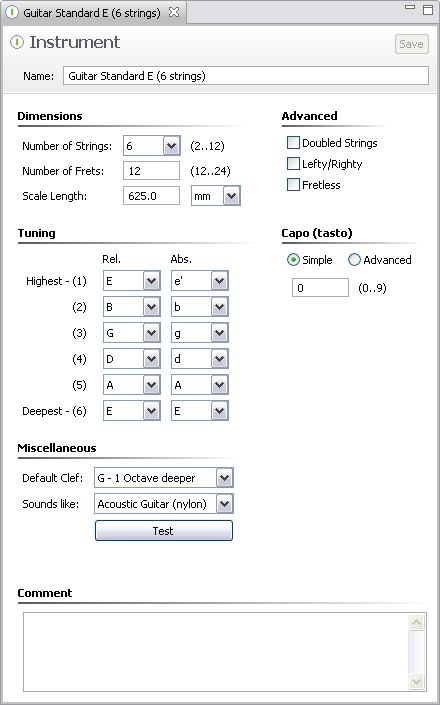 Guitar Standard E (6 strings)
Instrument
Save
Name: Guitar Standard E (6 strings)
Dimensions
Number of Strings: 6 (2..12)
Number of Frets: 12 (12..24)
Scale Length: 625.0 mm
Advanced
Doubled Strings
Lefty/Righty
Fretless
Tuning
Rel. Abs.
Highest - (1) E e'
(2) B b
(3) G g
(4) D d
(5) A A
Deepest - (6) E E
Capo (tasto)
Simple Advanced
0 (0..9)
Miscellaneous
Default Clef: G - 1 Octave deeper
Sounds like: Acoustic Guitar (nylon)
Test
Comment